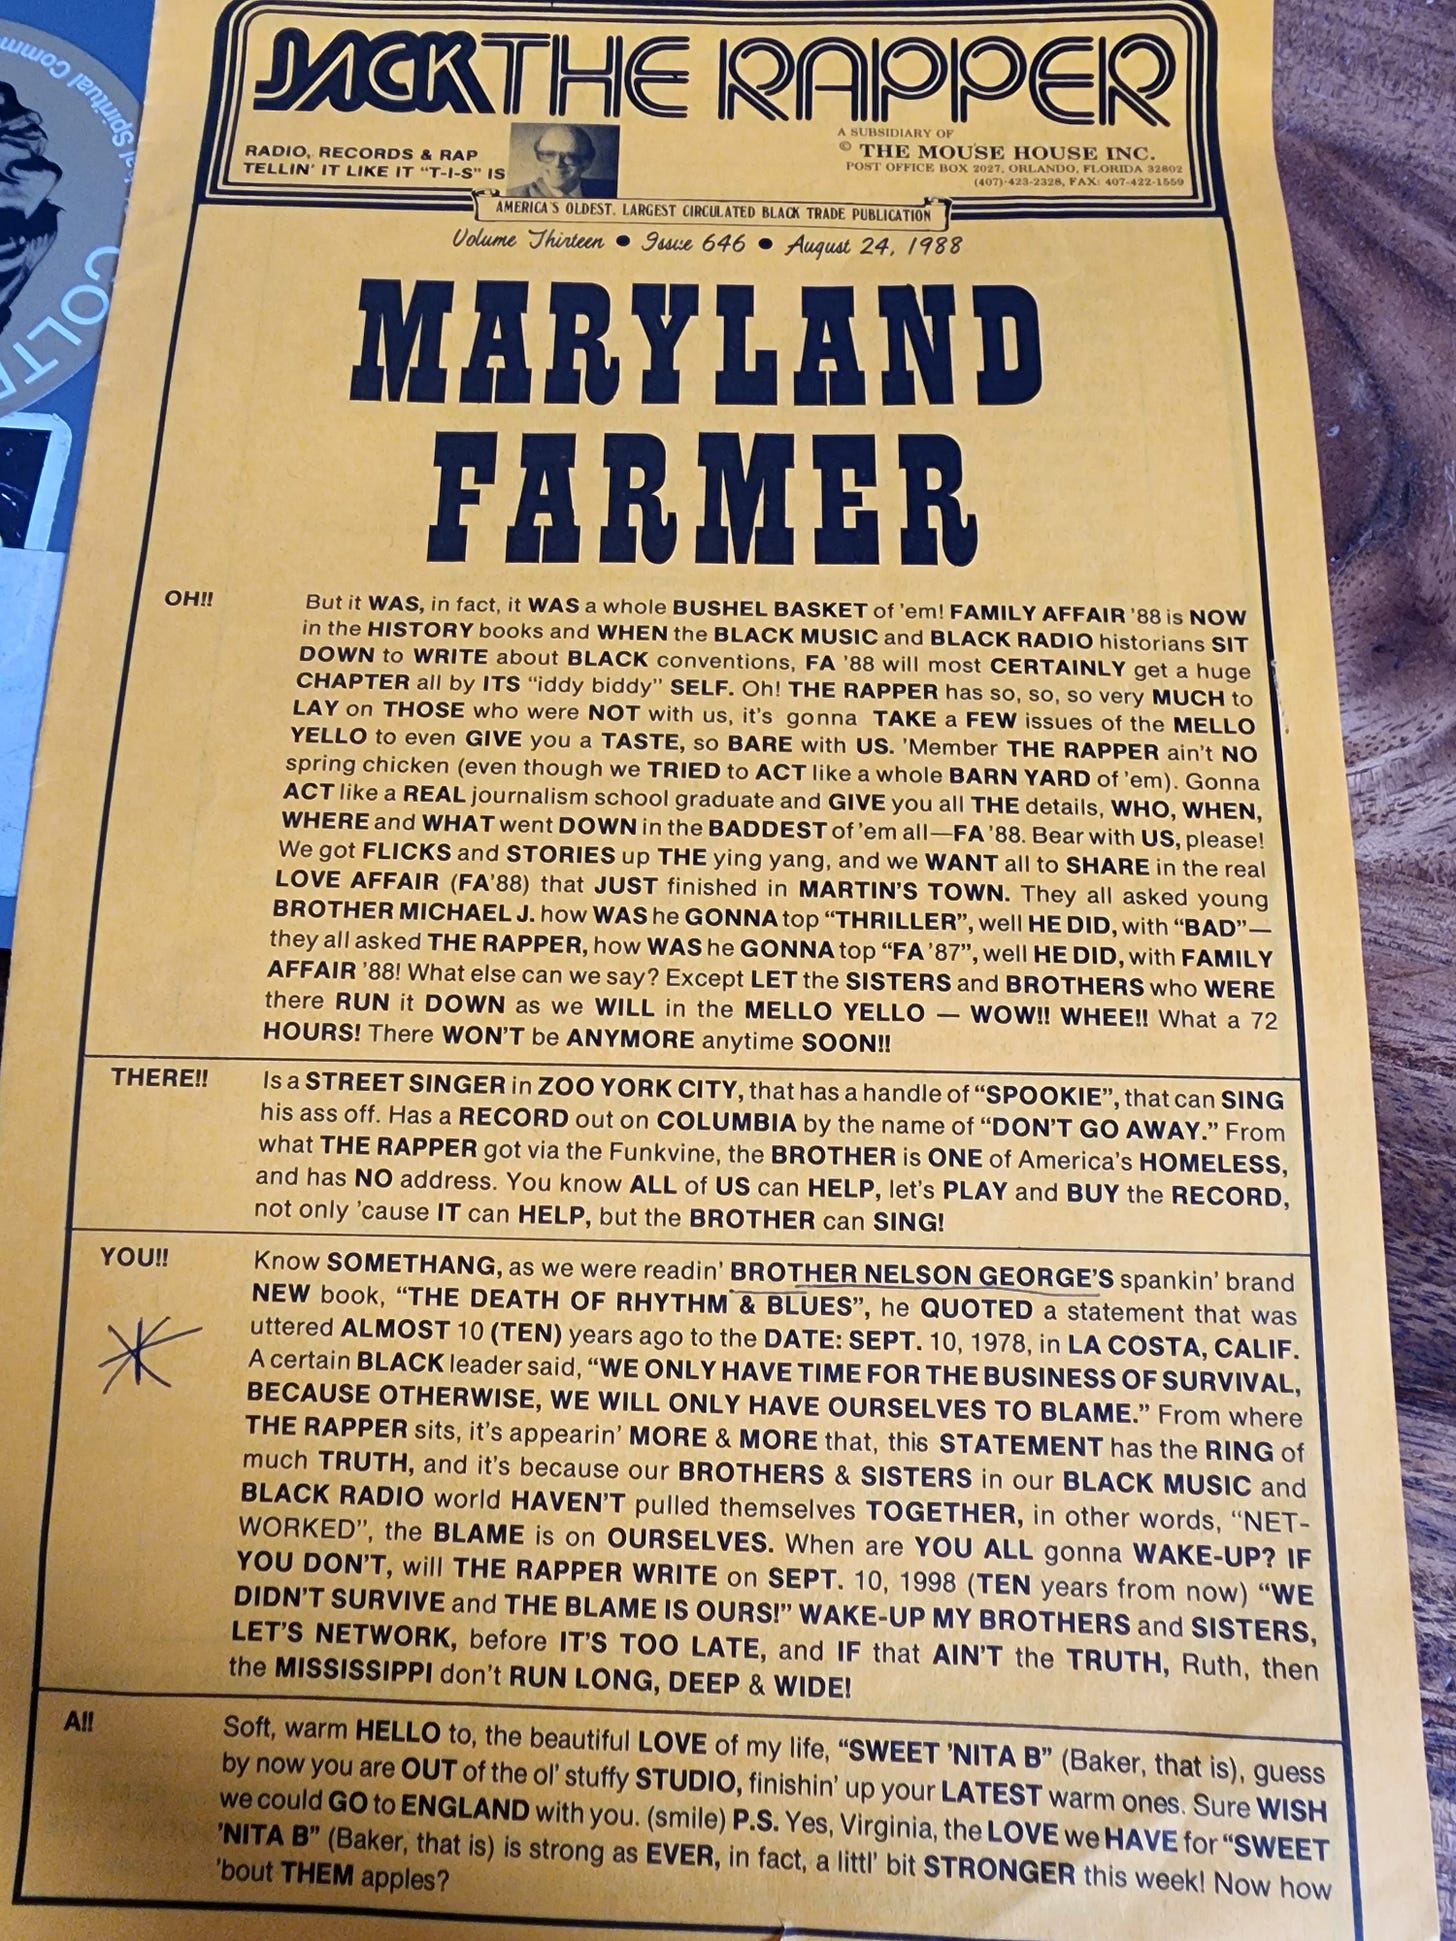 JACK THE RAPPER
RADIO, RECORDS & RAP
TELLIN' IT LIKE IT "T-I-S" IS
A SUBSIDIARY OF
© THE MOUSE HOUSE INC.
POST OFFICE BOX 2027, ORLANDO, FLORIDA 32802
(407)-423-2328, FAX: 407-422-1559
AMERICA'S OLDEST, LARGEST CIRCULATED BLACK TRADE PUBLICATION
Volume Thirteen ● Issue 646 ● August 24, 1988
MARYLAND
FARMER
OH!!
But it WAS, in fact, it WAS a whole BUSHEL BASKET of 'em! FAMILY AFFAIR '88 is NOW
in the HISTORY books and WHEN the BLACK MUSIC and BLACK RADIO historians SIT
DOWN to WRITE about BLACK conventions, FA '88 will most CERTAINLY get a huge
CHAPTER all by ITS "iddy biddy" SELF. Oh! THE RAPPER has so, so, so very MUCH to
LAY on THOSE who were NOT with us, it's gonna TAKE a FEW issues of the MELLO
YELLO to even GIVE you a TASTE, so BARE with US. 'Member THE RAPPER ain't NO
spring chicken (even though we TRIED to ACT like a whole BARN YARD of 'em). Gonna
ACT like a REAL journalism school graduate and GIVE you all THE details, WHO, WHEN,
WHERE and WHAT went DOWN in the BADDEST of 'em all—FA '88. Bear with US, please!
We got FLICKS and STORIES up THE ying yang, and we WANT all to SHARE in the real
LOVE AFFAIR (FA'88) that JUST finished in MARTIN'S TOWN. They all asked young
BROTHER MICHAEL J. how WAS he GONNA top "THRILLER", well HE DID, with "BAD"—
they all asked THE RAPPER, how WAS he GONNA top "FA '87", well HE DID, with FAMILY
AFFAIR '88! What else can we say? Except LET the SISTERS and BROTHERS who WERE
there RUN it DOWN as we WILL in the MELLO YELLO — WOW!! WHEE!! What a 72
HOURS! There WON'T be ANYMORE anytime SOON!!
THERE!!
Is a STREET SINGER in ZOO YORK CITY, that has a handle of "SPOOKIE", that can SING
his ass off. Has a RECORD out on COLUMBIA by the name of "DON'T GO AWAY." From
what THE RAPPER got via the Funkvine, the BROTHER is ONE of America's HOMELESS,
and has NO address. You know ALL of US can HELP, let's PLAY and BUY the RECORD,
not only 'cause IT can HELP, but the BROTHER can SING!
YOU!!
Know SOMETHANG, as we were readin' BROTHER NELSON GEORGE'S spankin' brand
NEW book, "THE DEATH OF RHYTHM & BLUES", he QUOTED a statement that was
uttered ALMOST 10 (TEN) years ago to the DATE: SEPT. 10, 1978, in LA COSTA, CALIF.
A certain BLACK leader said, "WE ONLY HAVE TIME FOR THE BUSINESS OF SURVIVAL,
BECAUSE OTHERWISE, WE WILL ONLY HAVE OURSELVES TO BLAME." From where
THE RAPPER sits, it's appearin' MORE & MORE that, this STATEMENT has the RING of
much TRUTH, and it's because our BROTHERS & SISTERS in our BLACK MUSIC and
BLACK RADIO world HAVEN'T pulled themselves TOGETHER, in other words, "NET-
WORKED", the BLAME is on OURSELVES. When are YOU ALL gonna WAKE-UP? IF
YOU DON'T, will THE RAPPER WRITE on SEPT. 10, 1998 (TEN years from now) "WE
DIDN'T SURVIVE and THE BLAME IS OURS!" WAKE-UP MY BROTHERS and SISTERS,
LET'S NETWORK, before IT'S TOO LATE, and IF that AIN'T the TRUTH, Ruth, then
the MISSISSIPPI don't RUN LONG, DEEP & WIDE!
A!!
Soft, warm HELLO to, the beautiful LOVE of my life, "SWEET 'NITA B" (Baker, that is), guess
by now you are OUT of the ol' stuffy STUDIO, finishin' up your LATEST warm ones. Sure WISH
we could GO to ENGLAND with you. (smile) P.S. Yes, Virginia, the LOVE we HAVE for "SWEET
'NITA B" (Baker, that is) is strong as EVER, in fact, a littl' bit STRONGER this week! Now how
'bout THEM apples?
Spiritual